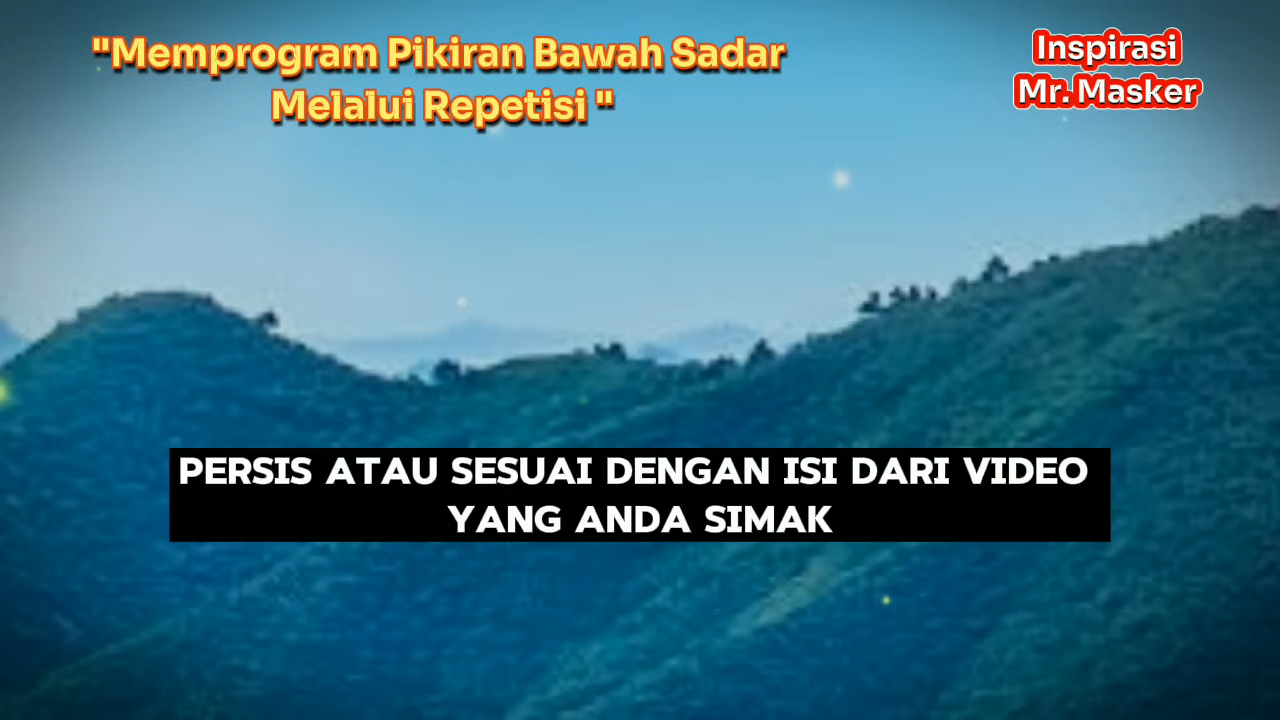 "Memprogram Pikiran Bawah Sadar
Melalui Repetisi "
Inspirasi
Mr. Masker
PERSIS ATAU SESUAI DENGAN ISI DARI VIDEO
YANG ANDA SIMAK